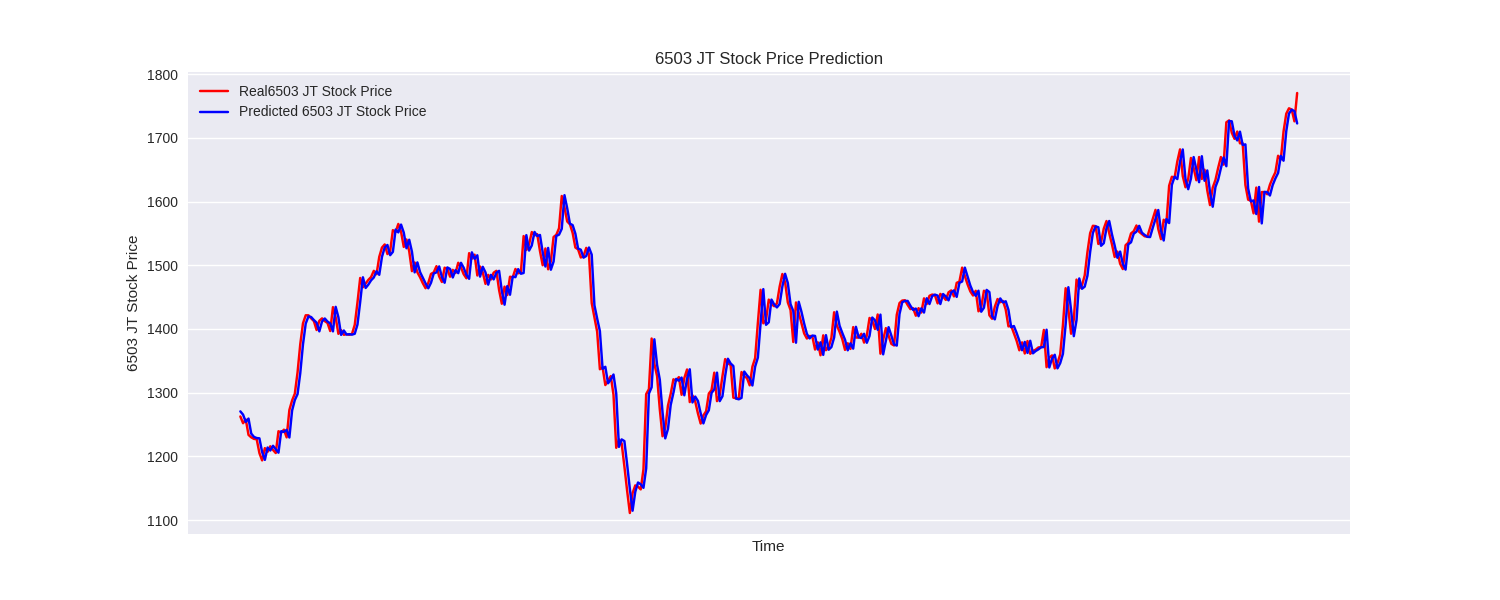 6503 JT Stock Price Prediction
Real6503 JT Stock Price
Predicted 6503 JT Stock Price
1800
1700
1600
1500
1400
1300
1200
1100
6503 JT Stock Price
Time